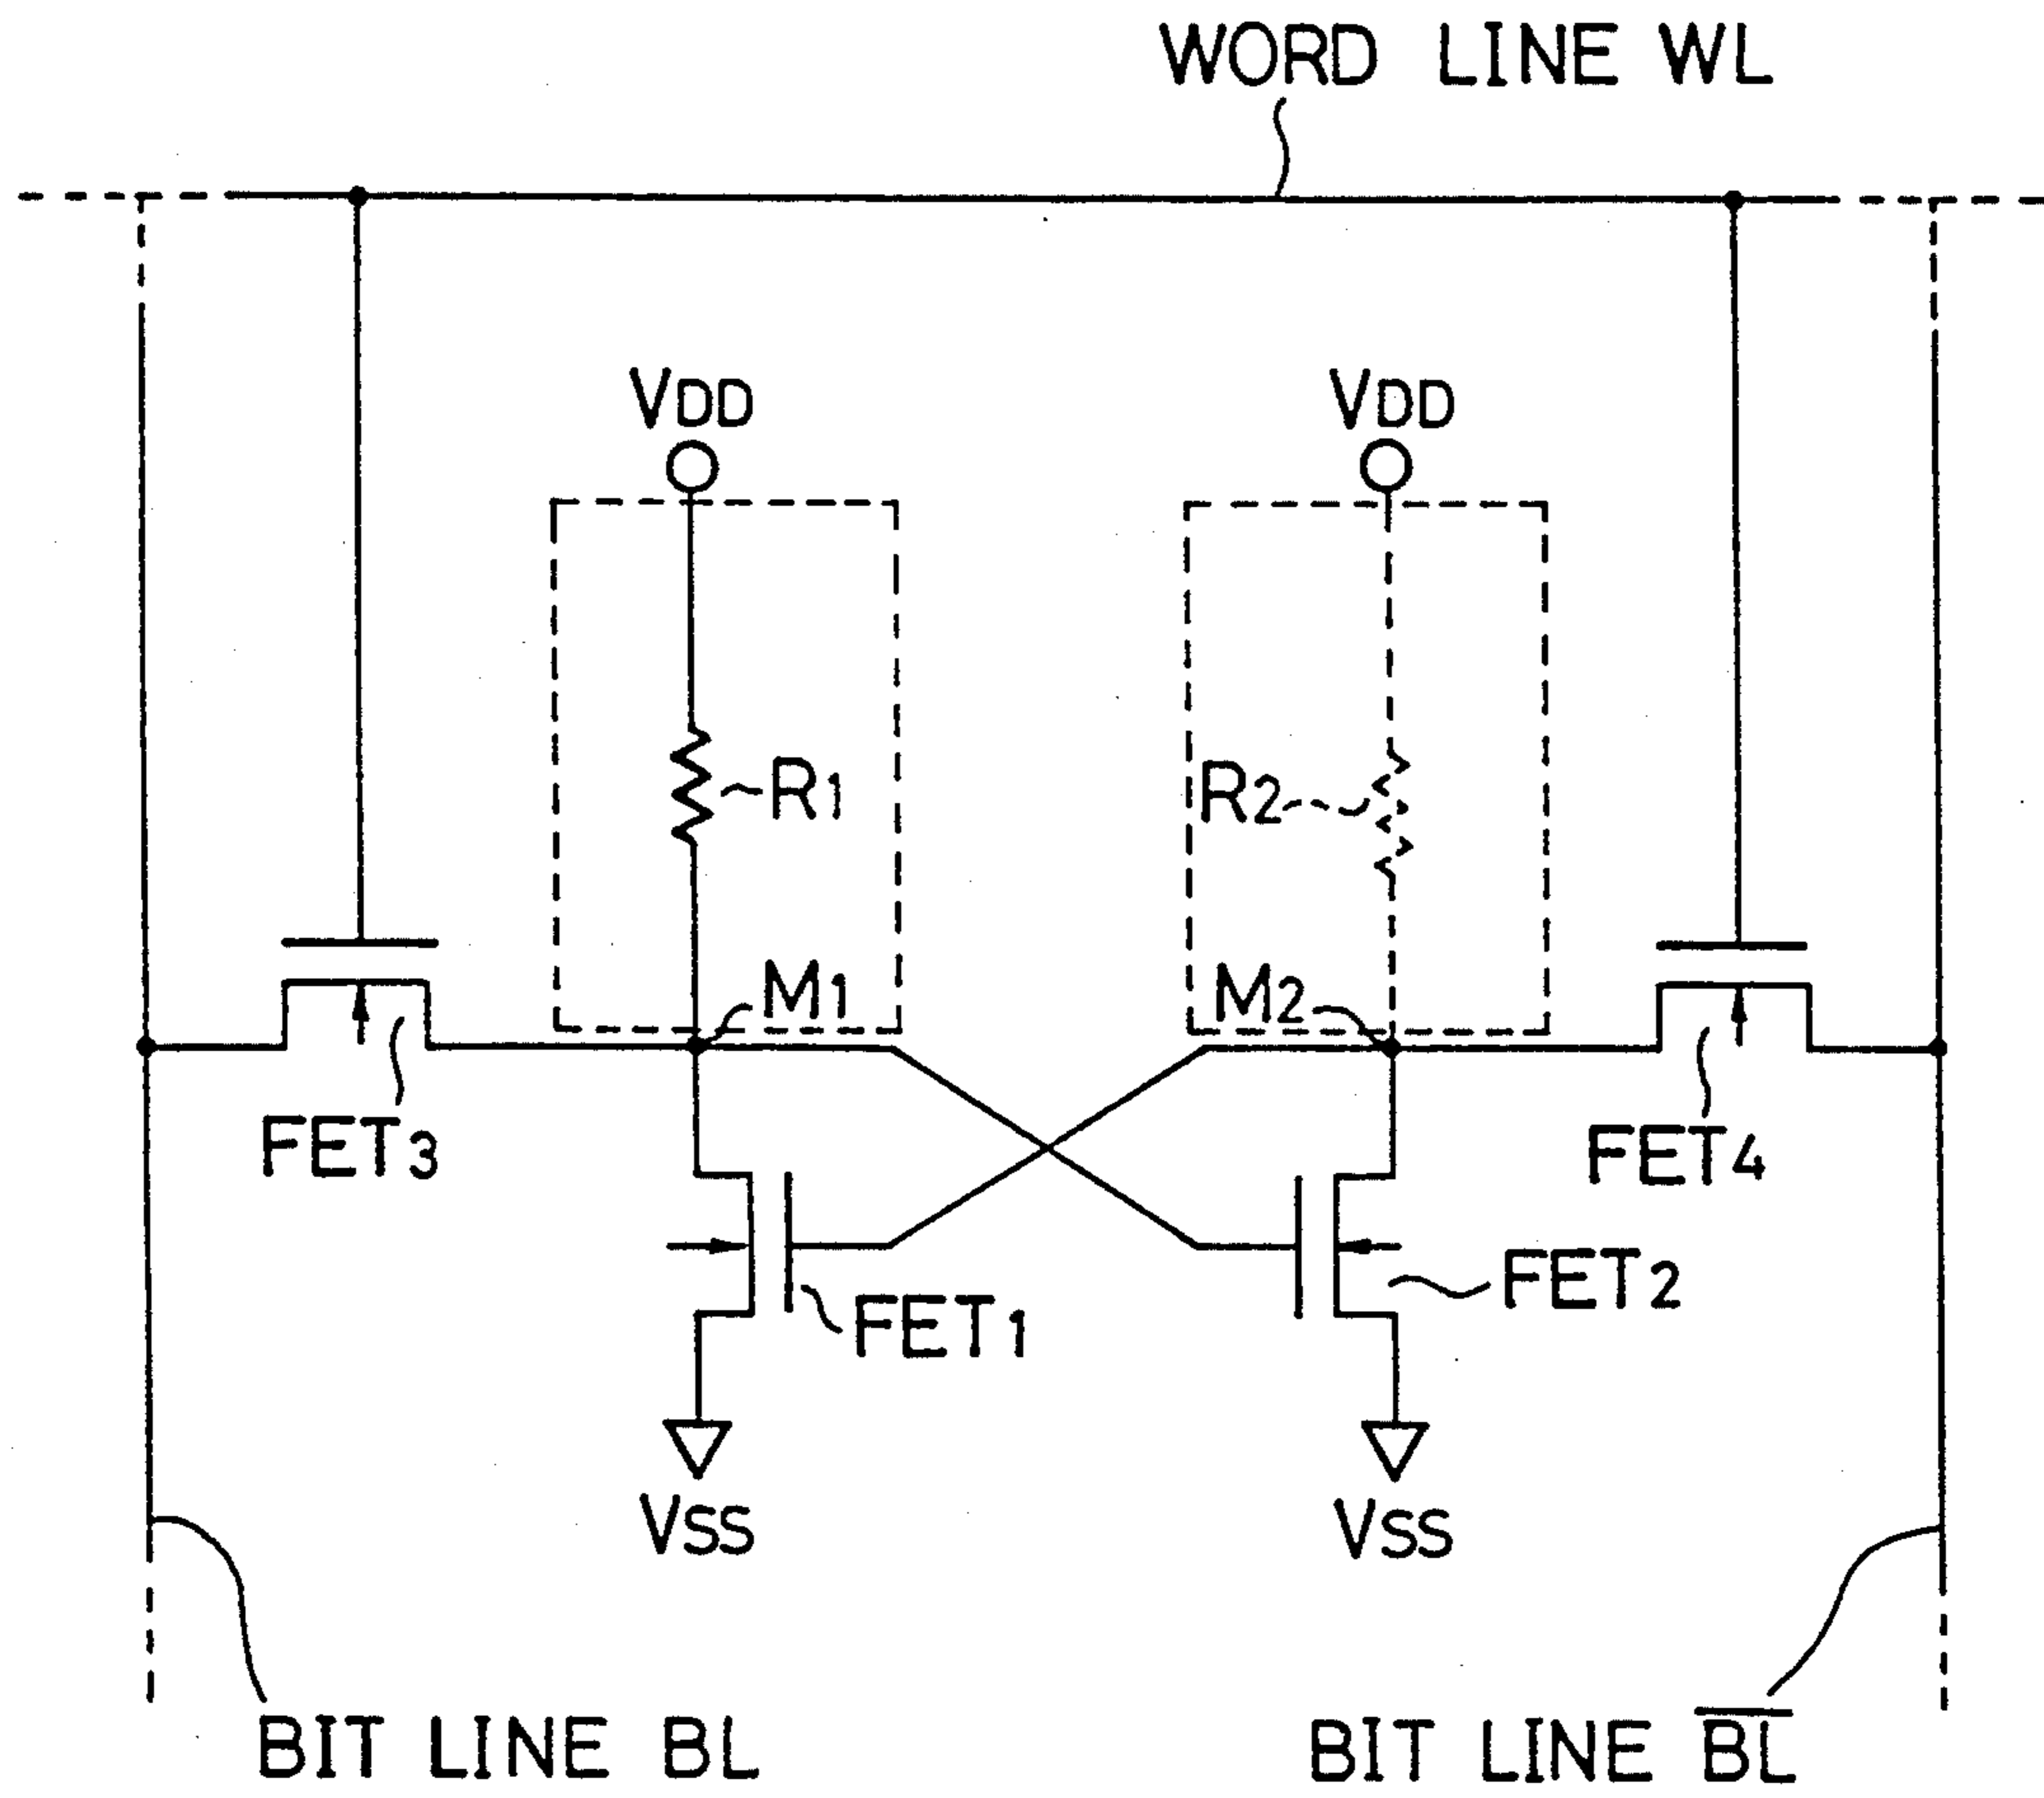 WORD LINE WL
VDD
VDD
R1
R2
M1
M2
FET3
FET4
FET1
FET2
VSS
VSS
BIT LINE BL
BIT LINE B̅L̅